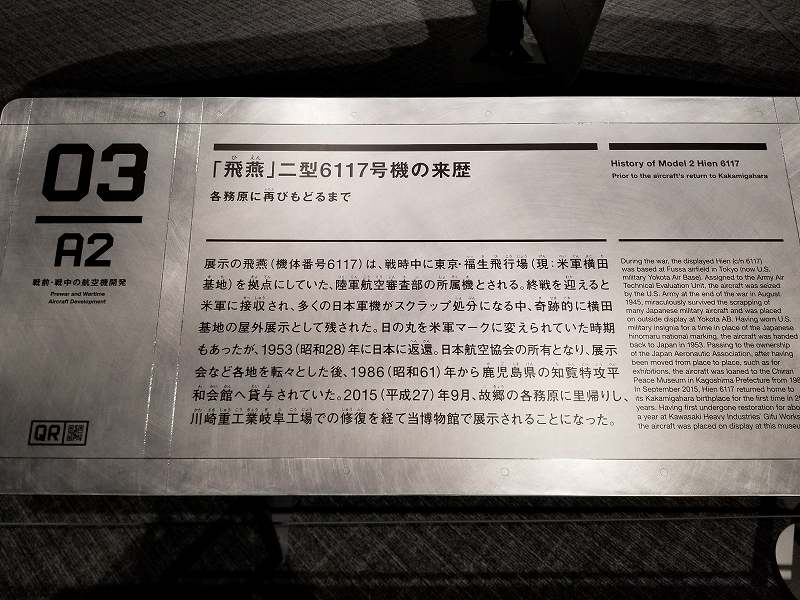 03
A2
戦前・戦中の航空機開発
Prewar and Wartime
Aircraft Development
QR
「飛燕」二型6117号機の来歴
各務原に再びもどるまで
展示の飛燕(機体番号6117)は、戦時中に東京・福生飛行場(現:米軍横田
基地)を拠点にしていた、陸軍航空審査部の所属機とされる。終戦を迎えると
米軍に接収され、多くの日本軍機がスクラップ処分になる中、奇跡的に横田
基地の屋外展示として残された。日の丸を米軍マークに変えられていた時期
もあったが、1953(昭和28)年に日本に返還。日本航空協会の所有となり、展示
会など各地を転々とした後、1986(昭和61)年から鹿児島県の知覧特攻平
和会館へ貸与されていた。2015(平成27)年9月、故郷の各務原に里帰りし、
川崎重工業岐阜工場での修復を経て当博物館で展示されることになった。
History of Model 2 Hien 6117
Prior to the aircraft's return to Kakamigahara
During the war, the displayed Hien (c/n 6117)
was based at Fussa airfield in Tokyo (now U.S.
military Yokota Air Base). Assigned to the Army Air
Technical Evaluation Unit, the aircraft was seized
by the U.S. Army at the end of the war in August
1945, miraculously survived the scrapping of
many Japanese military aircraft and was placed
on outside display at Yokota AB. Having worn U.S.
military insignia for a time in place of the Japanese
hinomaru national marking, the aircraft was handed
back to Japan in 1953. Passing to the ownership
of the Japan Aeronautic Association, after having
been moved from place to place, such as for
exhibitions, the aircraft was loaned to the Chiran
Peace Museum in Kagoshima Prefecture from
In September 2015, Hien 6117 returned home to
its Kakamigahara birthplace for the first time in
years. Having first undergone restoration for
a year at Kawasaki Heavy Industries' Gifu Works
the aircraft was placed on display at this